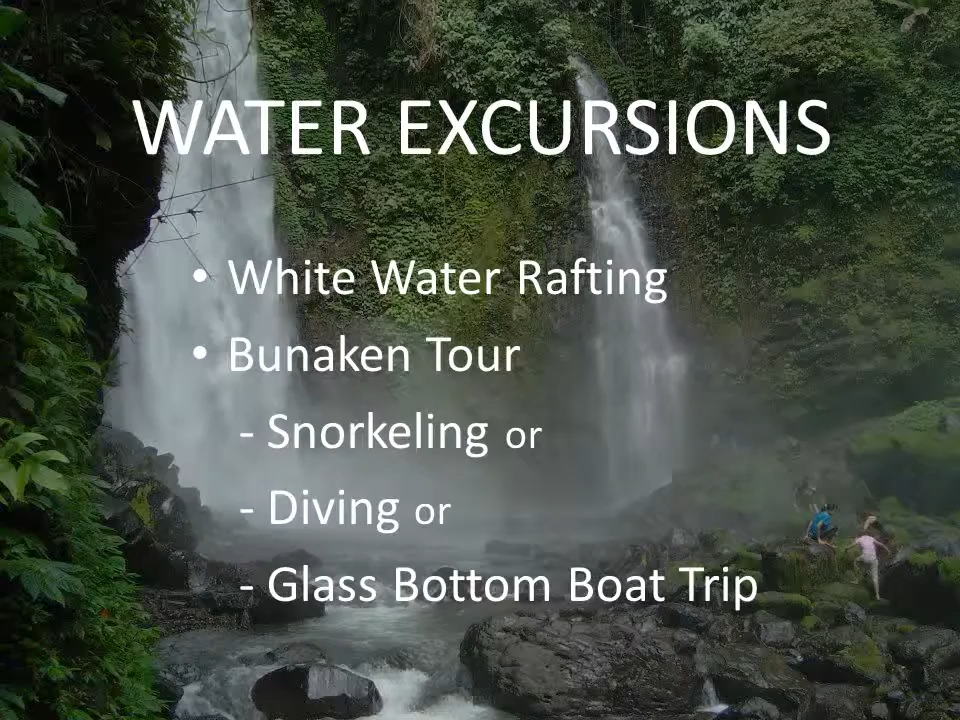 WATER EXCURSIONS
• White Water Rafting
• Bunaken Tour
- Snorkeling or
- Diving or
- Glass Bottom Boat Trip